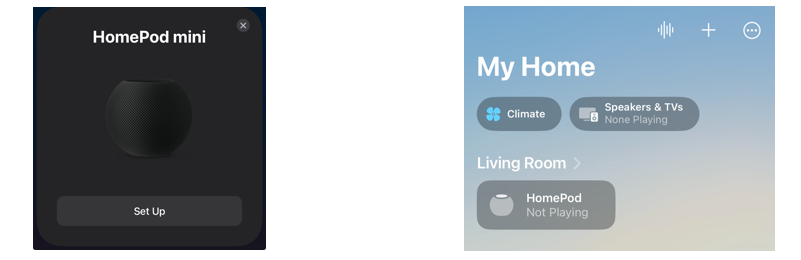 HomePod mini
Set Up
My Home
Climate
Speakers & TVs
None Playing
Living Room
HomePod
Not Playing